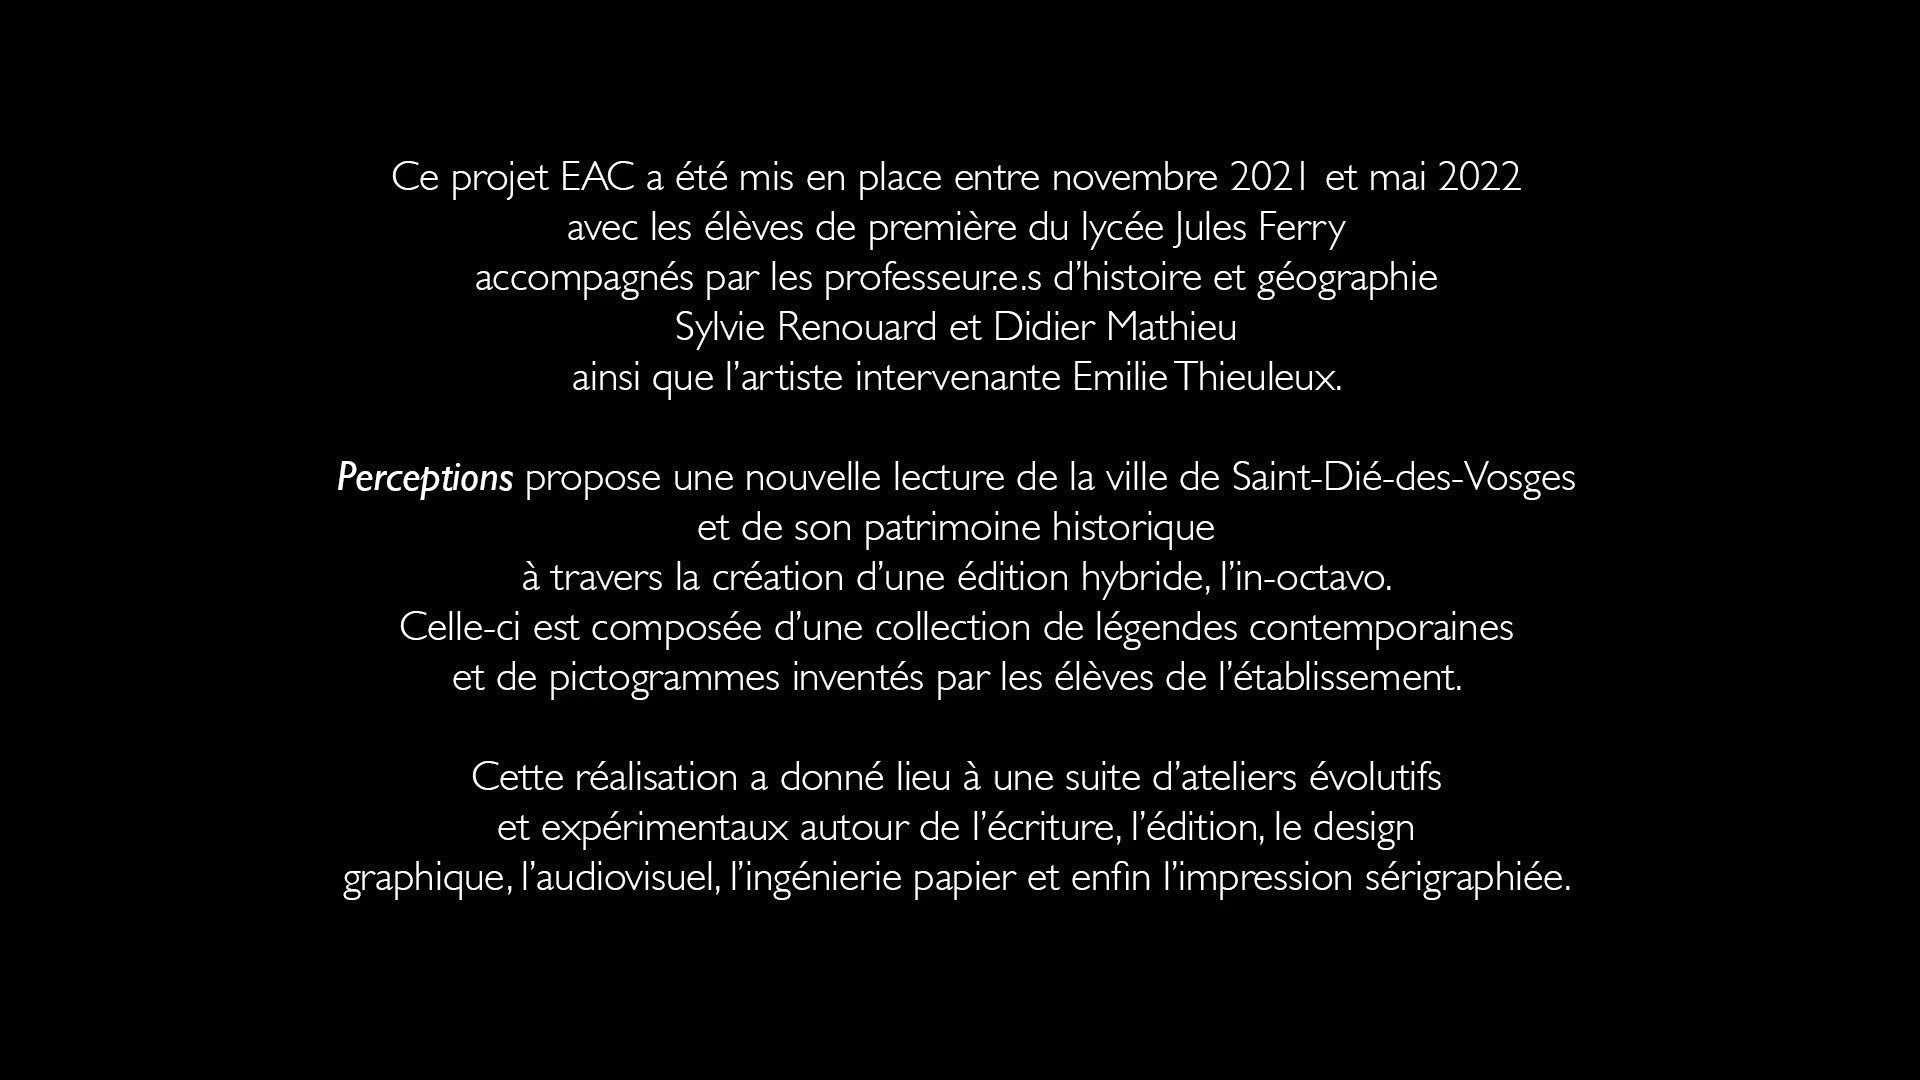 Ce projet EAC a été mis en place entre novembre 2021 et mai 2022
avec les élèves de première du lycée Jules Ferry
accompagnés par les professeur.e.s d’histoire et géographie
Sylvie Renouard et Didier Mathieu
ainsi que l’artiste intervenante Emilie Thieuleux.
Perceptions propose une nouvelle lecture de la ville de Saint-Dié-des-Vosges
et de son patrimoine historique
à travers la création d’une édition hybride, l’in-octavo.
Celle-ci est composée d’une collection de légendes contemporaines
et de pictogrammes inventés par les élèves de l’établissement.
Cette réalisation a donné lieu à une suite d’ateliers évolutifs
et expérimentaux autour de l’écriture, l’édition, le design
graphique, l’audiovisuel, l’ingénierie papier et enfin l’impression sérigraphiée.